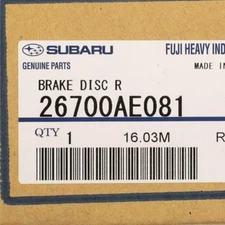 SUBARU FUJI HEAVY IND
GENUINE PARTS MADE IN
BRAKE DISC R
26700AE081
QTY 1 16.03M R